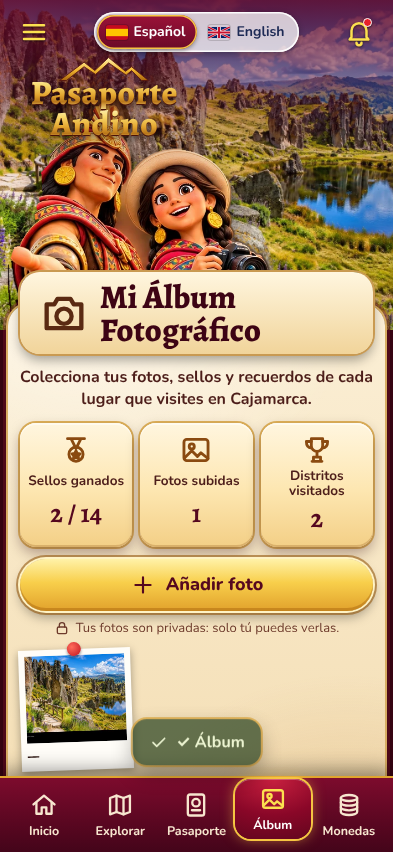 Español
English
Pasaporte
Andino
Mi Álbum
Fotográfico
Colecciona tus fotos, sellos y recuerdos de cada
lugar que visites en Cajamarca.
Sellos ganados
2 / 14
Fotos subidas
1
Distritos
visitados
2
Añadir foto
Tus fotos son privadas: solo tú puedes verlas.
—
✓ ✔ Álbum
Inicio
Explorar
Pasaporte
Álbum
Monedas